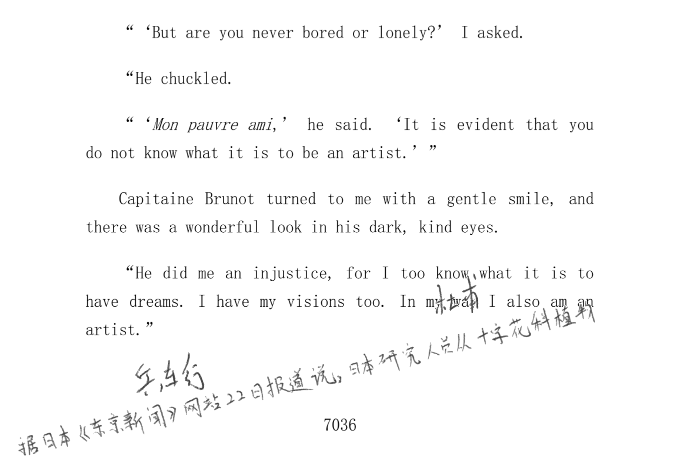 “ ‘But are you never bored or lonely?’ I asked.
“He chuckled.
“ ‘Mon pauvre ami,’ he said. ‘It is evident that you
do not know what it is to be an artist.’ ”
Capitaine Brunot turned to me with a gentle smile, and
there was a wonderful look in his dark, kind eyes.
“He did me an injustice, for I too know what it is to
have dreams. I have my visions too. In my way I also am an
artist.”
杜甫
兵车行
据日本《东京新闻》网站22日报道说，日本研究人员从十字花科植物
7036